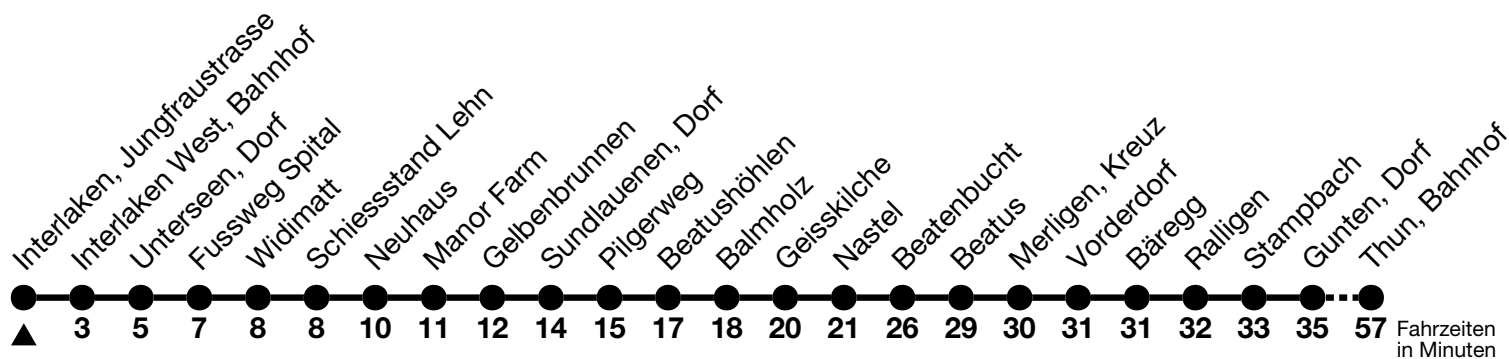 Interlaken, Jungfraustrasse
Interlaken West, Bahnhof
Unterseen, Dorf
Fussweg Spital
Widimatt
Schiessstand Lehn
Neuhaus
Manor Farm
Gelbenbrunnen
Sundlauenen, Dorf
Pilgerweg
Beatushöhlen
Balmholz
Geisskilche
Nastel
Beatenbucht
Beatus
Merligen, Kreuz
Vorderdorf
Bäregg
Ralligen
Stampbach
Gunten, Dorf
Thun, Bahnhof
3 5 7 8 8 10 11 12 14 15 17 18 20 21 26 29 30 31 31 32 33 35 57 Fahrzeiten
in Minuten